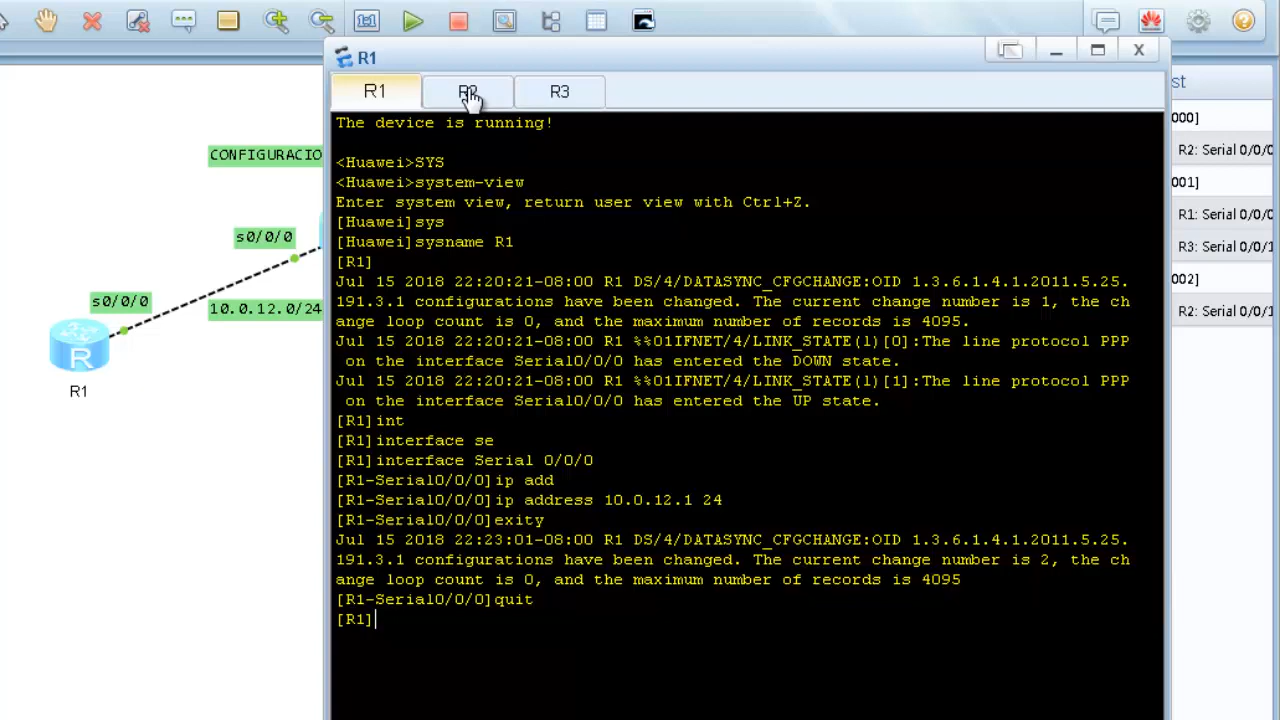 R1
R1 R2 R3
The device is running!
<Huawei>SYS
<Huawei>system-view
Enter system view, return user view with Ctrl+Z.
[Huawei]sys
[Huawei]sysname R1
[R1]
Jul 15 2018 22:20:21-08:00 R1 DS/4/DATASYNC_CFGCHANGE:OID 1.3.6.1.4.1.2011.5.25.
191.3.1 configurations have been changed. The current change number is 1, the ch
ange loop count is 0, and the maximum number of records is 4095.
Jul 15 2018 22:20:21-08:00 R1 %%01IFNET/4/LINK_STATE(l)[0]:The line protocol PPP
on the interface Serial0/0/0 has entered the DOWN state.
Jul 15 2018 22:20:21-08:00 R1 %%01IFNET/4/LINK_STATE(l)[1]:The line protocol PPP
on the interface Serial0/0/0 has entered the UP state.
[R1]int
[R1]interface se
[R1]interface Serial 0/0/0
[R1-Serial0/0/0]ip add
[R1-Serial0/0/0]ip address 10.0.12.1 24
[R1-Serial0/0/0]exity
Jul 15 2018 22:23:01-08:00 R1 DS/4/DATASYNC_CFGCHANGE:OID 1.3.6.1.4.1.2011.5.25.
191.3.1 configurations have been changed. The current change number is 2, the ch
ange loop count is 0, and the maximum number of records is 4095
[R1-Serial0/0/0]quit
[R1]
CONFIGURACIO
s0/0/0
s0/0/0
10.0.12.0/24
R
R1
st
000]
R2: Serial 0/0/0
001]
R1: Serial 0/0/0
R3: Serial 0/0/1
002]
R2: Serial 0/0/1